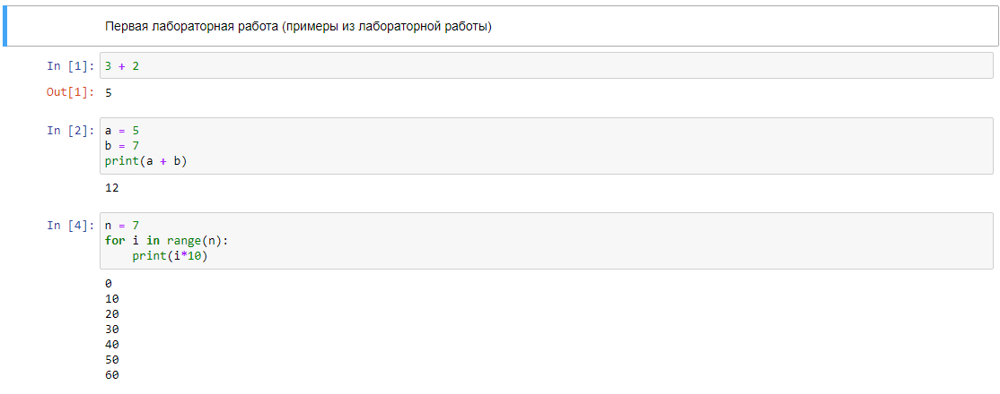 Первая лабораторная работа (примеры из лабораторной работы)
In [1]: 3 + 2
Out[1]: 5
In [2]: a = 5
b = 7
print(a + b)
12
In [4]: n = 7
for i in range(n):
    print(i*10)
0
10
20
30
40
50
60